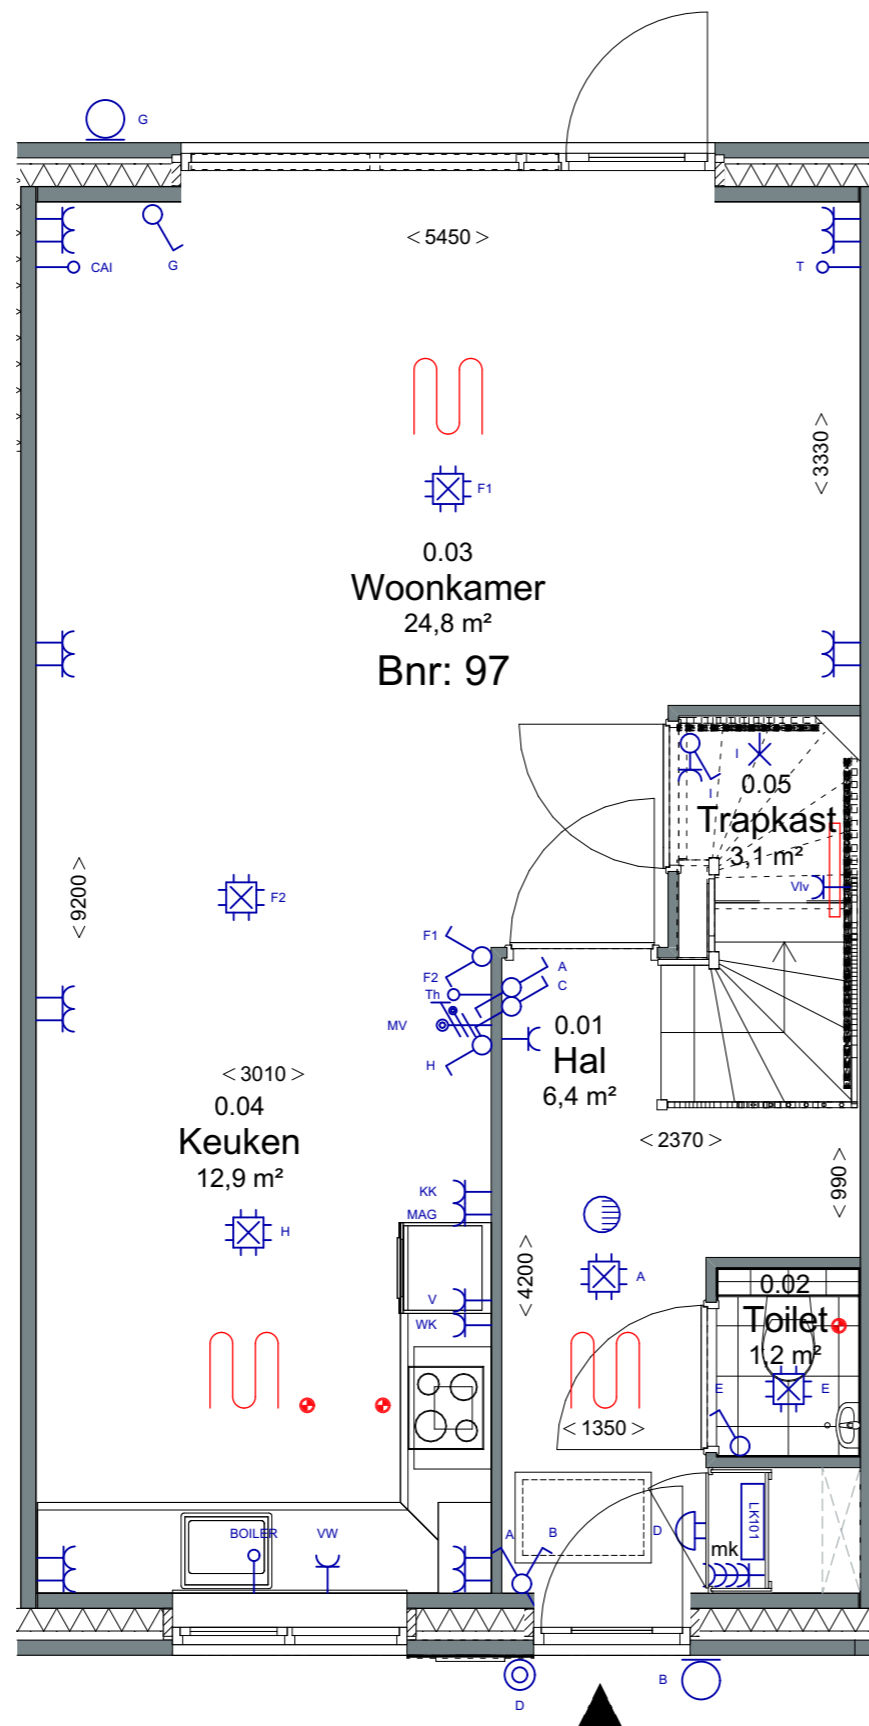 G
G
CAI
T
<5450>
<3330>
F1
0.03
Woonkamer
24,8 m²
Bnr: 97
I
I
0.05
Trapkast
3,1 m²
Vlv
<9200>
F2
F1
F2
Th
MV
H
A
C
0.01
Hal
6,4 m²
<3010>
0.04
Keuken
12,9 m²
<2370>
<990>
KK
MAG
H
V
WK
<4200>
A
0.02
Toilet
1,2 m²
E
E
<1350>
BOILER
VW
A
B
D
LK101
mk
D
B